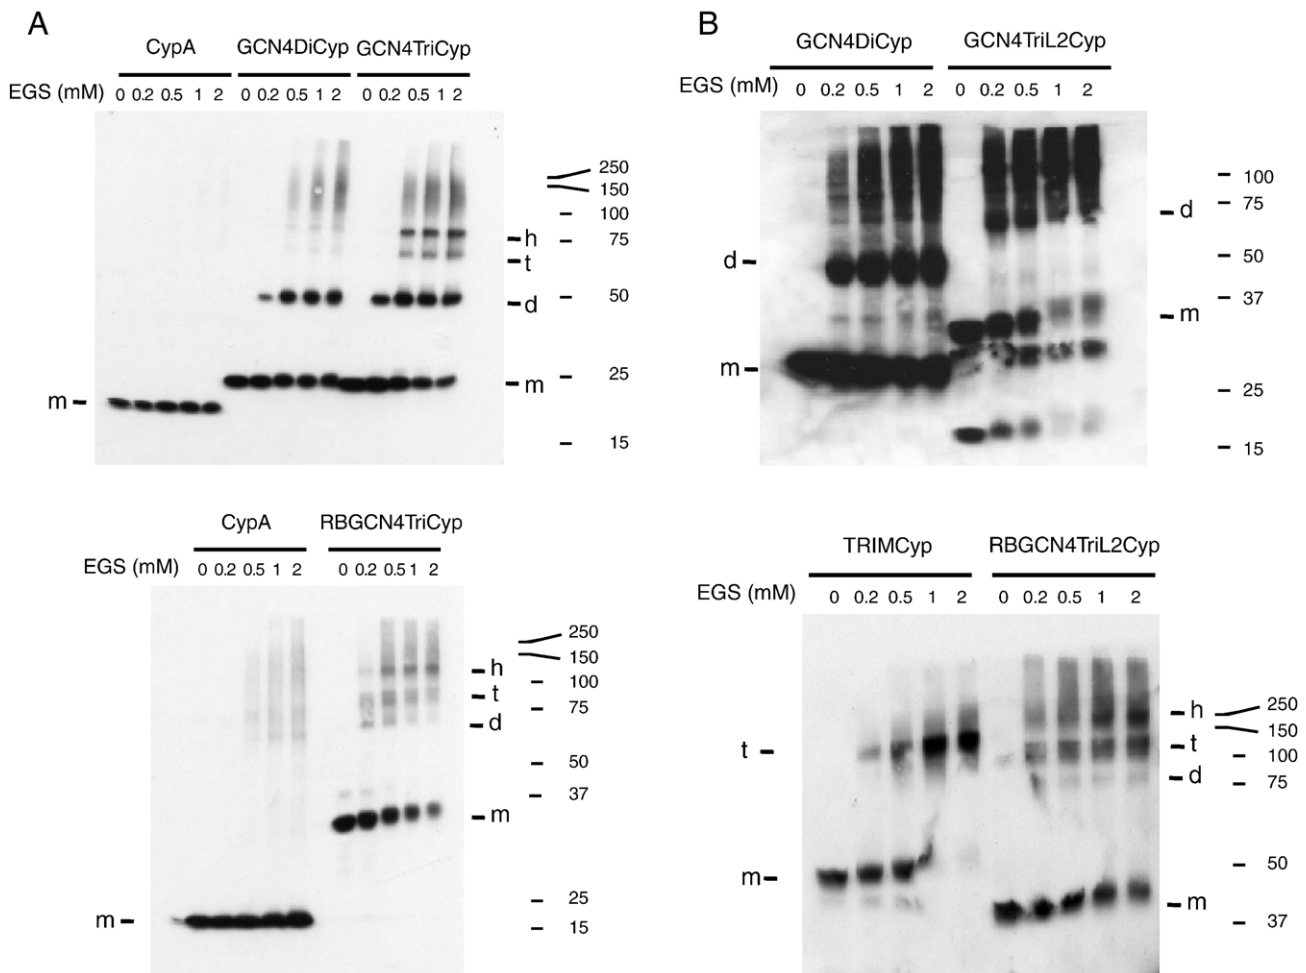 A
CypA GCN4DiCyp GCN4TriCyp
EGS (mM) 0 0.2 0.5 1 2 0 0.2 0.5 1 2 0 0.2 0.5 1 2
250
150
100
h
75
t
50
d
25
m
m
15
B
GCN4DiCyp GCN4TriL2Cyp
EGS (mM) 0 0.2 0.5 1 2 0 0.2 0.5 1 2
100
75
d
d
50
37
m
m
25
15
CypA RBGCN4TriCyp
EGS (mM) 0 0.2 0.5 1 2 0 0.2 0.5 1 2
250
150
h
100
t
75
d
50
37
m
25
m
15
TRIMCyp RBGCN4TriL2Cyp
EGS (mM) 0 0.2 0.5 1 2 0 0.2 0.5 1 2
250
h
150
t
t
100
d
75
50
m
m
37